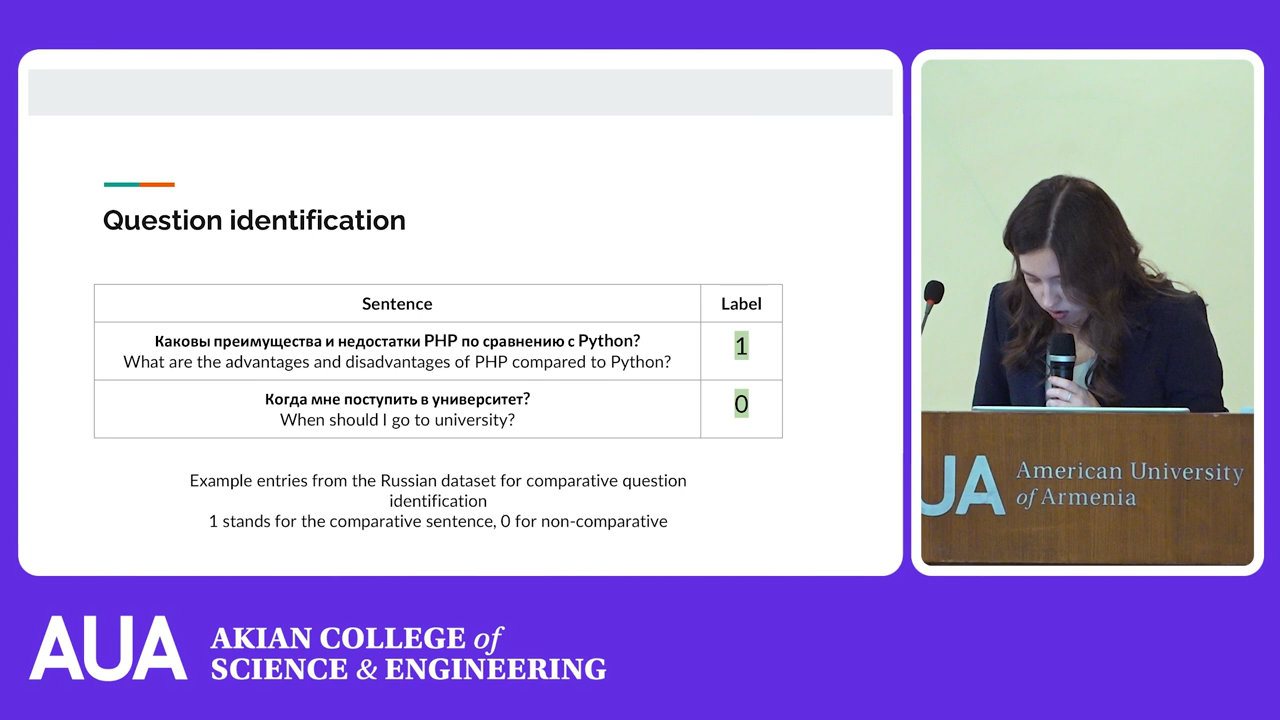 Question identification
Sentence
Label
Каковы преимущества и недостатки PHP по сравнению с Python?
What are the advantages and disadvantages of PHP compared to Python?
1
Когда мне поступить в университет?
When should I go to university?
0
Example entries from the Russian dataset for comparative question
identification
1 stands for the comparative sentence, 0 for non-comparative
UA
American University
of Armenia
AUA
AKIAN COLLEGE of
SCIENCE & ENGINEERING